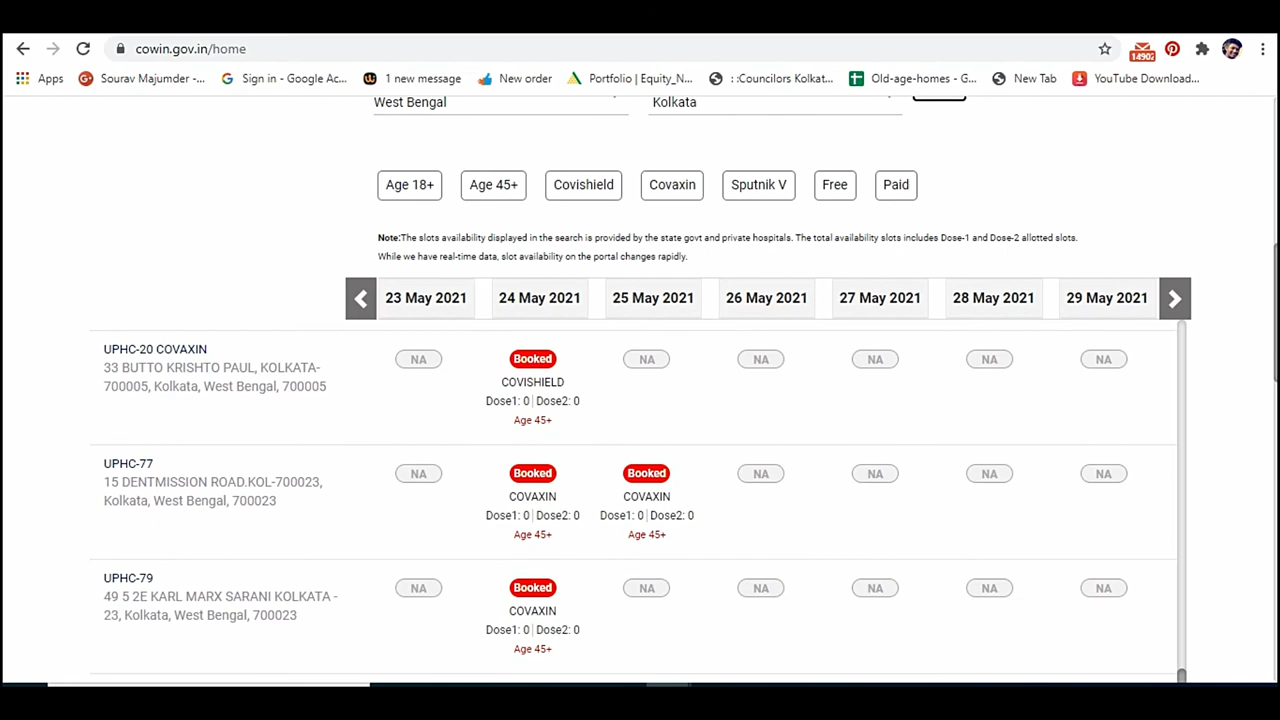 cowin.gov.in/home
14902
Apps
Sourav Majumder -...
Sign in - Google Ac...
1 new message
New order
Portfolio | Equity_N...
: :Councilors Kolkat...
Old-age-homes - G...
New Tab
YouTube Download...
West Bengal
Kolkata
Age 18+
Age 45+
Covishield
Covaxin
Sputnik V
Free
Paid
Note:The slots availability displayed in the search is provided by the state govt and private hospitals. The total availability slots includes Dose-1 and Dose-2 allotted slots.
While we have real-time data, slot availability on the portal changes rapidly.
23 May 2021
24 May 2021
25 May 2021
26 May 2021
27 May 2021
28 May 2021
29 May 2021
UPHC-20 COVAXIN
33 BUTTO KRISHTO PAUL, KOLKATA-
700005, Kolkata, West Bengal, 700005
NA
Booked
COVISHIELD
Dose1: 0 | Dose2: 0
Age 45+
NA
NA
NA
NA
NA
UPHC-77
15 DENTMISSION ROAD.KOL-700023,
Kolkata, West Bengal, 700023
NA
Booked
COVAXIN
Dose1: 0 | Dose2: 0
Age 45+
Booked
COVAXIN
Dose1: 0 | Dose2: 0
Age 45+
NA
NA
NA
NA
UPHC-79
49 5 2E KARL MARX SARANI KOLKATA -
23, Kolkata, West Bengal, 700023
NA
Booked
COVAXIN
Dose1: 0 | Dose2: 0
Age 45+
NA
NA
NA
NA
NA